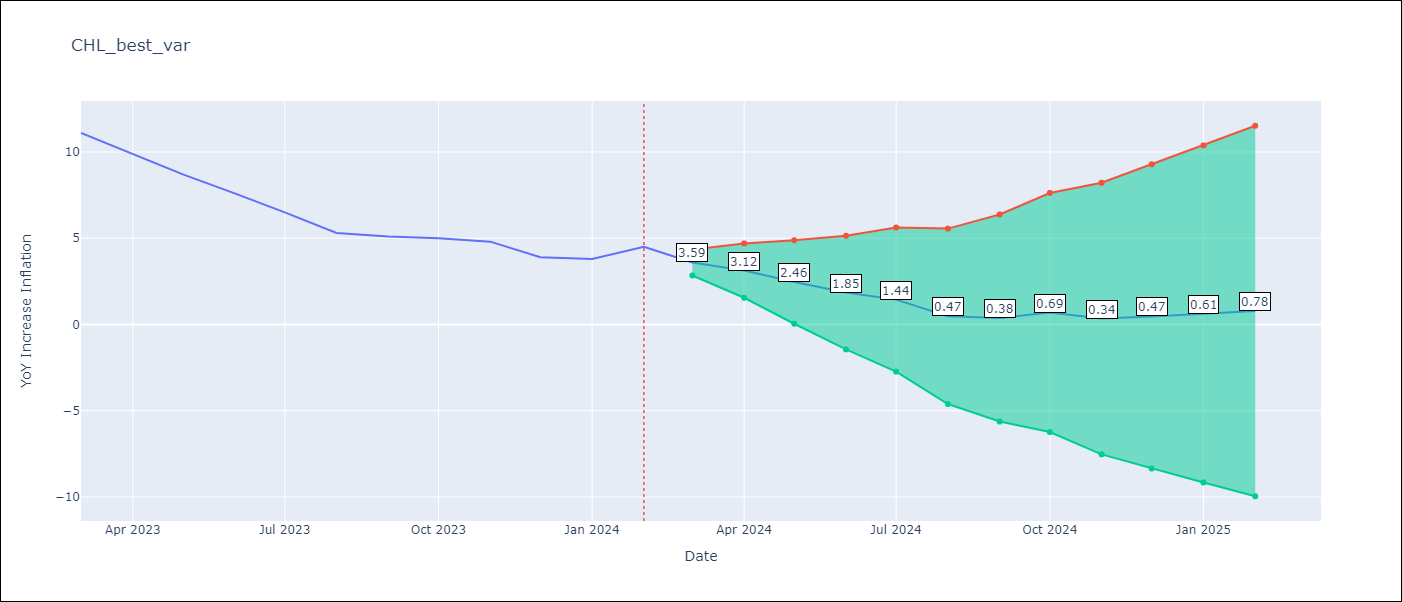 CHL_best_var
YoY Increase Inflation
10
5
0
−5
−10
3.59
3.12
2.46
1.85
1.44
0.47
0.38
0.69
0.34
0.47
0.61
0.78
Apr 2023
Jul 2023
Oct 2023
Jan 2024
Apr 2024
Jul 2024
Oct 2024
Jan 2025
Date